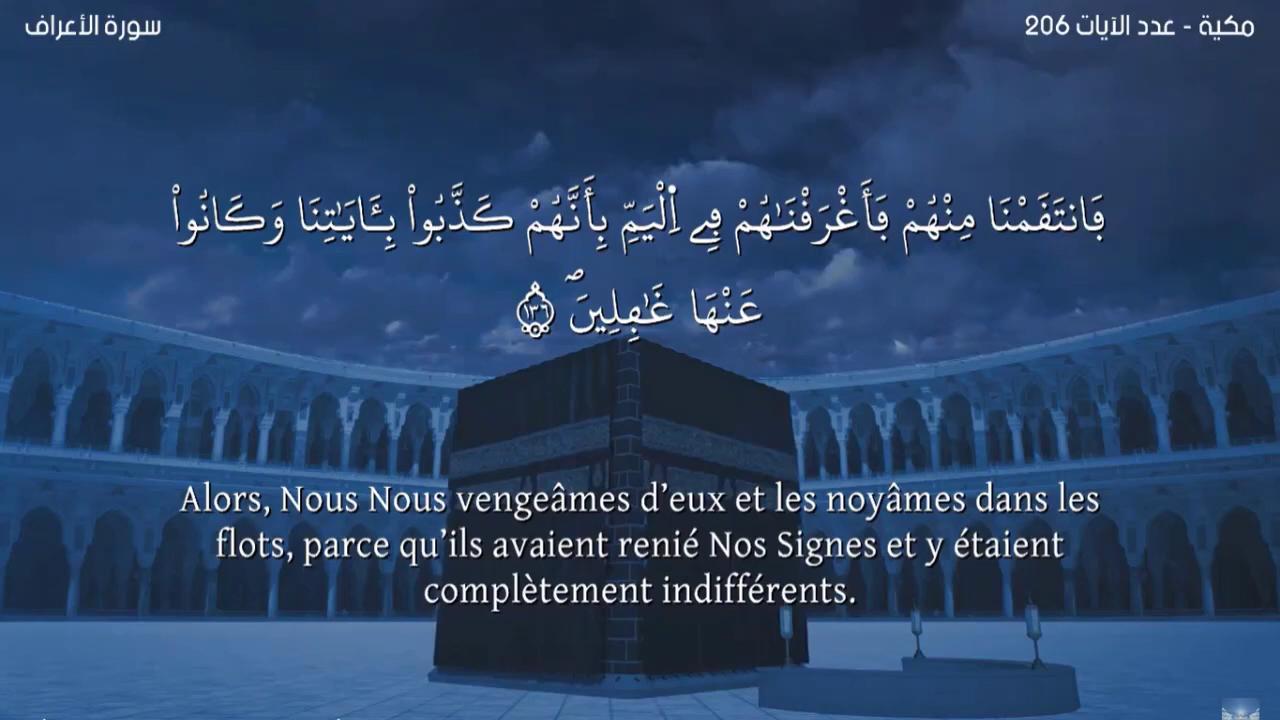 سورة الأعراف
مكية - عدد الآيات 206
فَانتَقَمْنَا مِنْهُمْ فَأَغْرَقْنَٰهُمْ فِے اِ۬لْيَمِّ بِأَنَّهُمْ كَذَّبُواْ بِـَٔايَٰتِنَا وَكَانُواْ
عَنْهَا غَٰفِلِينَۖ ١٣٦
Alors, Nous Nous vengeâmes d’eux et les noyâmes dans les
flots, parce qu’ils avaient renié Nos Signes et y étaient
complètement indifférents.